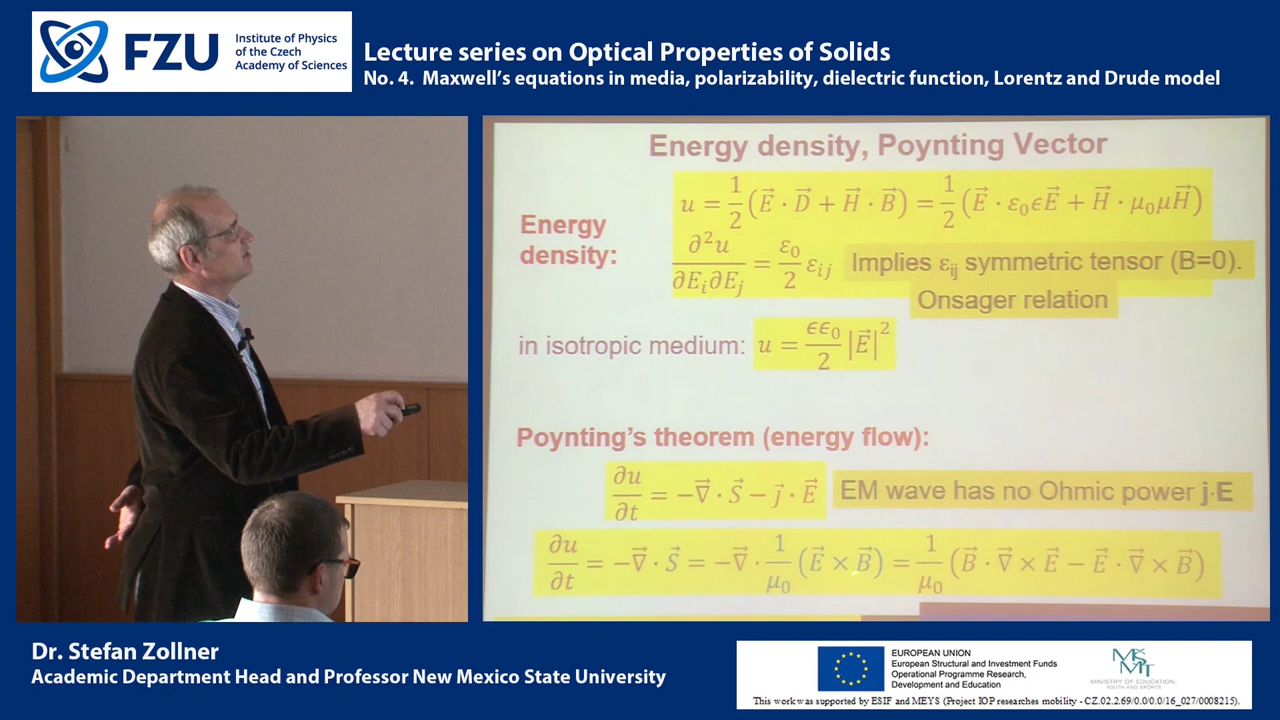 FZU
Institute of Physics
of the Czech
Academy of Sciences
Lecture series on Optical Properties of Solids
No. 4. Maxwell's equations in media, polarizability, dielectric function, Lorentz and Drude model
Energy density, Poynting Vector
Energy
density:
u = 1/2 (E⃗ · D⃗ + H⃗ · B⃗) = 1/2 (E⃗ · ε₀ϵE⃗ + H⃗ · μ₀μH⃗)
∂²u/∂Eᵢ∂Eⱼ = ε₀/2 εᵢⱼ Implies εᵢⱼ symmetric tensor (B=0).
Onsager relation
in isotropic medium: u = ϵϵ₀/2 |E⃗|²
Poynting's theorem (energy flow):
∂u/∂t = −∇⃗ · S⃗ − j⃗ · E⃗ EM wave has no Ohmic power j·E
∂u/∂t = −∇⃗ · S⃗ = −∇⃗ · 1/μ₀ (E⃗ × B⃗) = 1/μ₀ (B⃗ · ∇⃗ × E⃗ − E⃗ · ∇⃗ × B⃗)
Dr. Stefan Zollner
Academic Department Head and Professor New Mexico State University
EUROPEAN UNION
European Structural and Investment Funds
Operational Programme Research,
Development and Education
MINISTRY OF EDUCATION,
YOUTH AND SPORTS
This work was supported by ESIF and MEYS (Project IOP researches mobility - CZ.02.2.69/0.0/0.0/16_027/0008215).